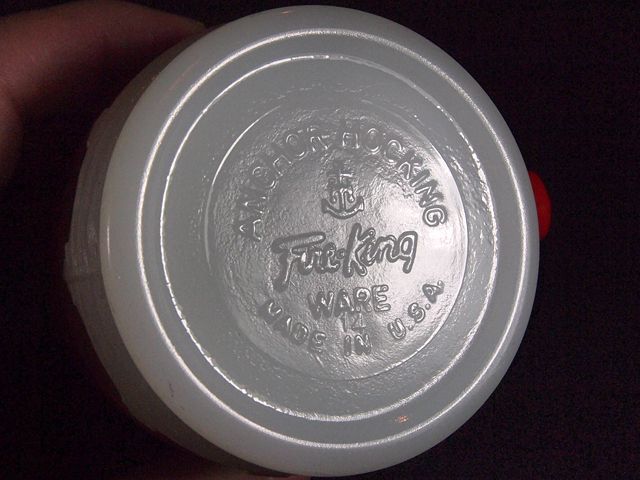 ANCHOR HOCKING
Fire-King
WARE
14
MADE IN U.S.A.